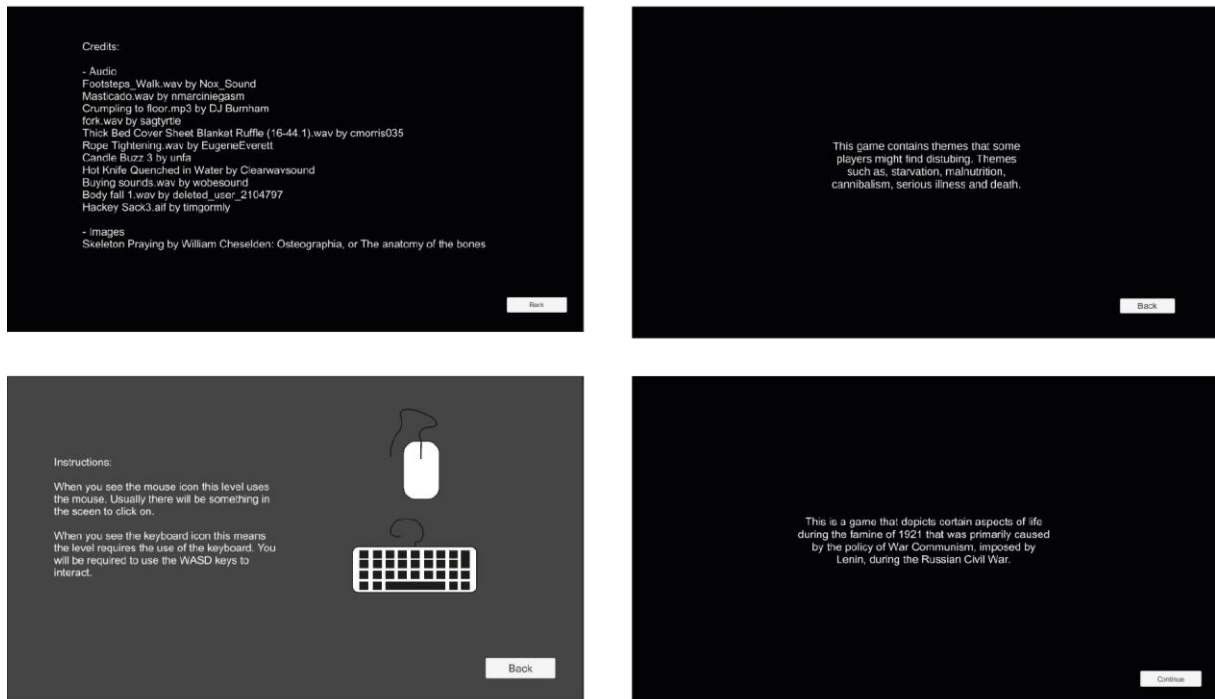 Credits:
- Audio
Footsteps_Walk.wav by Nox_Sound
Masticado.wav by nmarciniegasm
Crumpling to floor.mp3 by DJ Burnham
fork.wav by sagtyrtle
Thick Bed Cover Sheet Blanket Ruffle (16-44.1).wav by cmorris035
Rope Tightening.wav by EugeneEverett
Candle Buzz 3 by unfa
Hot Knife Quenched in Water by Clearwavsound
Buying sounds.wav by wobesound
Body fall 1.wav by deleted_user_2104797
Hackey Sack3.aif by timgormly
- Images
Skeleton Praying by William Cheselden: Osteographia, or The anatomy of the bones
Back
This game contains themes that some
players might find distubing. Themes
such as, starvation, malnutrition,
cannibalism, serious illness and death.
Back
Instructions:
When you see the mouse icon this level uses
the mouse. Usually there will be something in
the sceen to click on.
When you see the keyboard icon this means
the level requires the use of the keyboard. You
will be required to use the WASD keys to
interact.
Back
This is a game that depicts certain aspects of life
during the famine of 1921 that was primarily caused
by the policy of War Communism, imposed by
Lenin, during the Russian Civil War.
Continue